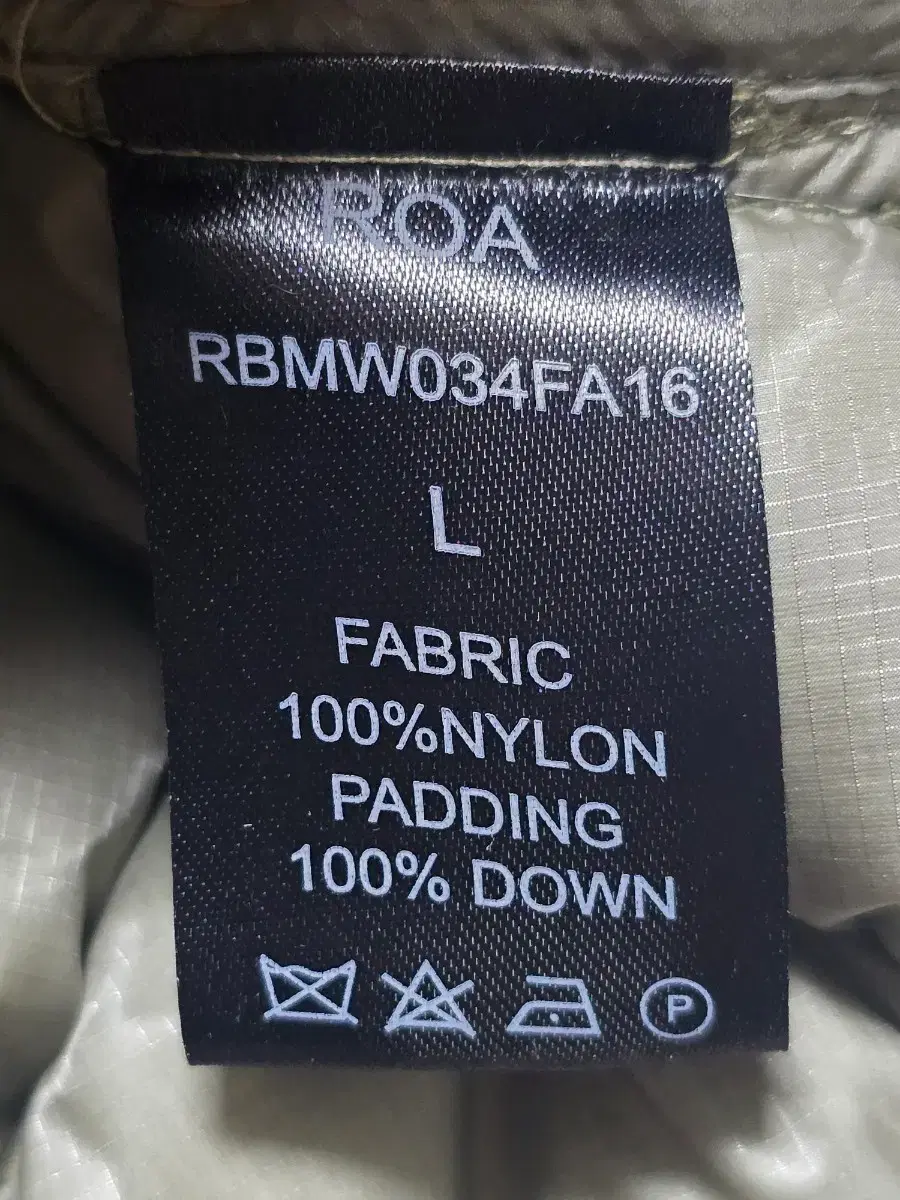 ROA
RBMW034FA16
L
FABRIC
100%NYLON
PADDING
100% DOWN
P